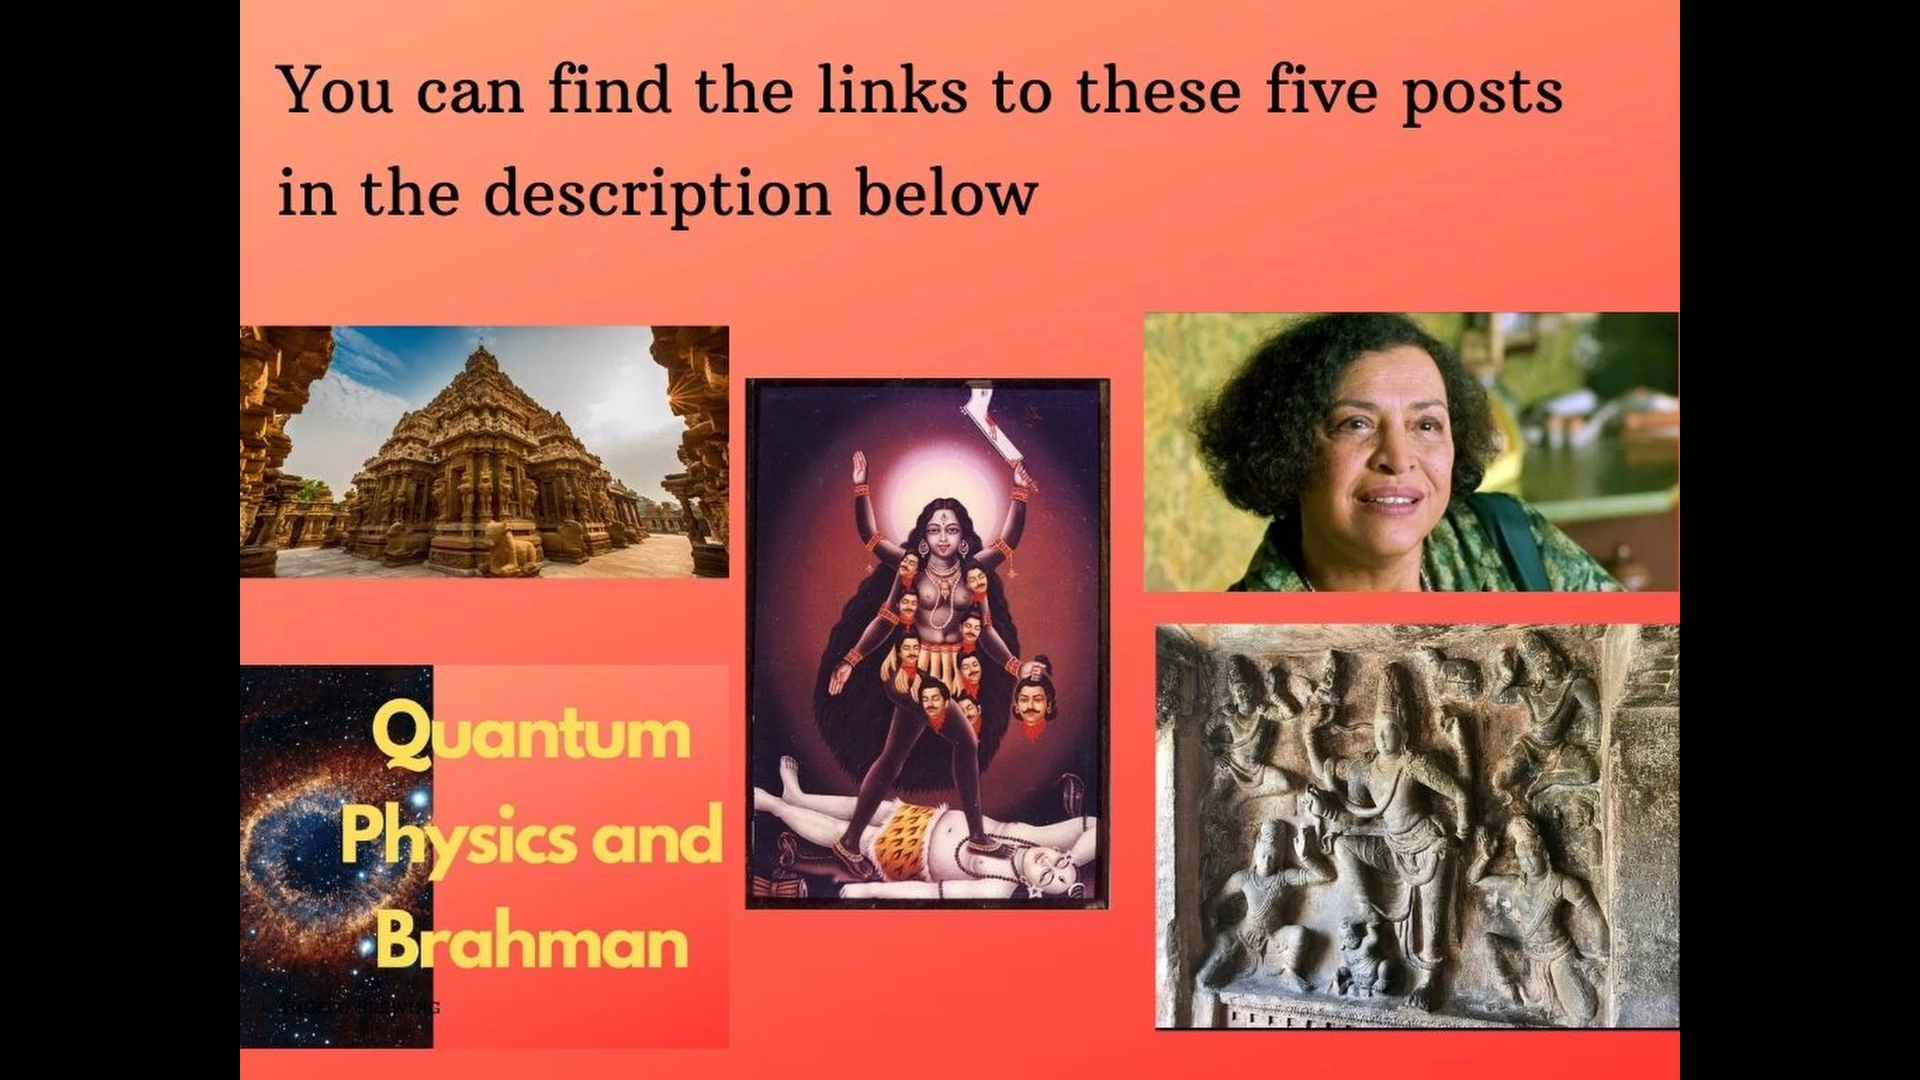 You can find the links to these five posts
in the description below
Quantum
Physics and
Brahman